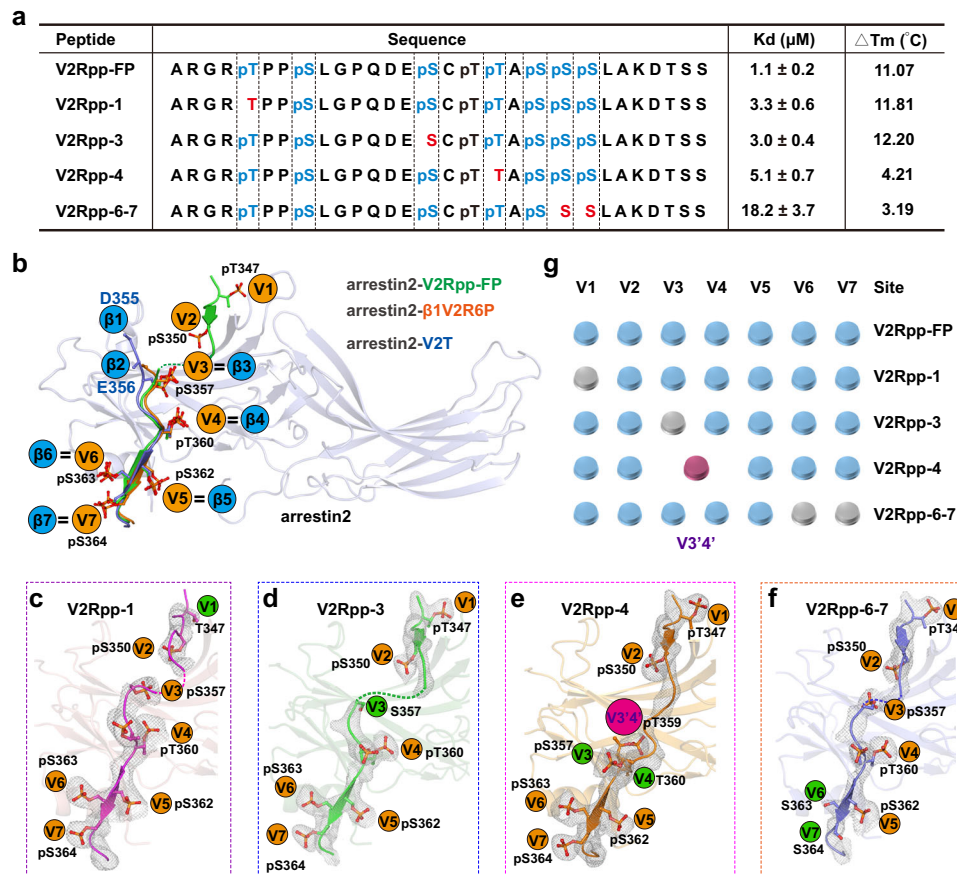 a
Peptide Sequence Kd (μM) △Tm (°C)
V2Rpp-FP A R G R pT P P pS L G P Q D E pS C pT pT A pS pS pS L A K D T S S 1.1 ± 0.2 11.07
V2Rpp-1 A R G R T P P pS L G P Q D E pS C pT pT A pS pS pS L A K D T S S 3.3 ± 0.6 11.81
V2Rpp-3 A R G R pT P P pS L G P Q D E S C pT pT A pS pS pS L A K D T S S 3.0 ± 0.4 12.20
V2Rpp-4 A R G R pT P P pS L G P Q D E pS C pT T A pS pS pS L A K D T S S 5.1 ± 0.7 4.21
V2Rpp-6-7 A R G R pT P P pS L G P Q D E pS C pT pT A pS S S L A K D T S S 18.2 ± 3.7 3.19
b
pT347
V1
D355
β1
V2
pS350
β2
V3 = β3
E356
pS357
V4 = β4
pT360
β6 = V6
pS363
pS362
V5 = β5
β7 = V7
pS364
arrestin2
arrestin2-V2Rpp-FP
arrestin2-β1V2R6P
arrestin2-V2T
g
V1 V2 V3 V4 V5 V6 V7 Site
V2Rpp-FP
V2Rpp-1
V2Rpp-3
V2Rpp-4
V2Rpp-6-7
V3'4'
c
V2Rpp-1
V1
T347
pS350
V2
V3
pS357
V4
pT360
pS363
V6
V5
pS362
V7
pS364
d
V2Rpp-3
V1
pT347
V2
pS350
V3
S357
V4
pT360
pS363
V6
V5
pS362
V7
pS364
e
V2Rpp-4
V1
pT347
V2
pS350
V3'4'
pT359
pS357
V3
V4
T360
pS363
V6
V5
V7
pS362
pS364
f
V2Rpp-6-7
V
pT34
pS350
V2
V3
pS357
V4
pT360
V6
S363
pS362
V7
V5
S364